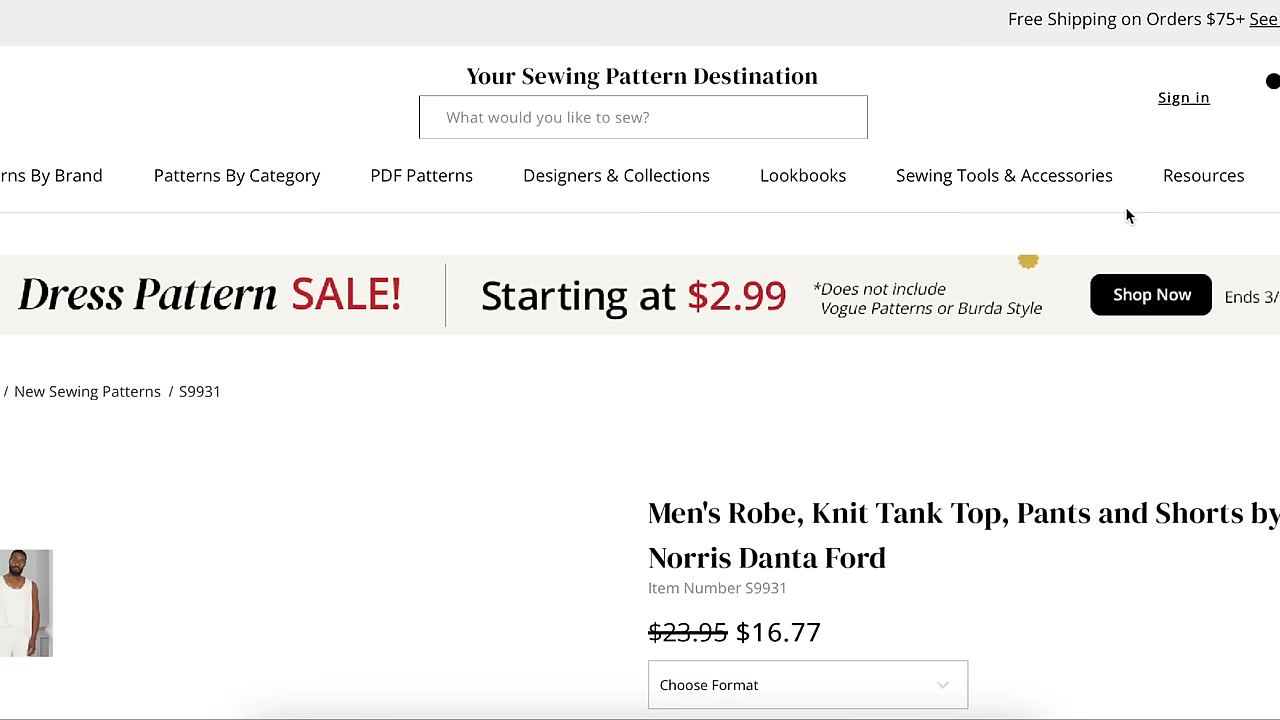 Free Shipping on Orders $75+ See
Your Sewing Pattern Destination
What would you like to sew?
Sign in
rns By Brand Patterns By Category PDF Patterns Designers & Collections Lookbooks Sewing Tools & Accessories Resources
Dress Pattern SALE! Starting at $2.99 *Does not include
Vogue Patterns or Burda Style
Shop Now Ends 3/
/ New Sewing Patterns / S9931
Men's Robe, Knit Tank Top, Pants and Shorts by
Norris Danta Ford
Item Number S9931
$23.95 $16.77
Choose Format